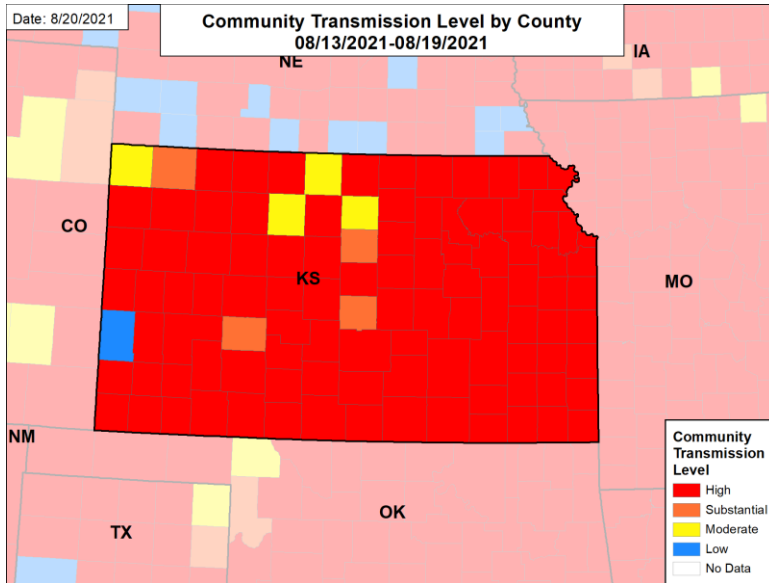 Date: 8/20/2021
Community Transmission Level by County
08/13/2021-08/19/2021
NE
IA
CO
KS
MO
NM
TX
OK
Community
Transmission
Level
High
Substantial
Moderate
Low
No Data